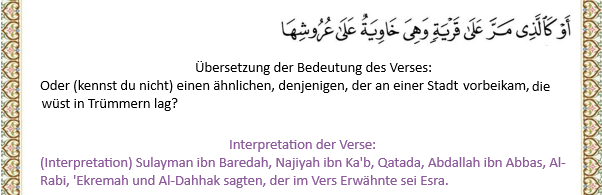 أَوْ كَٱلَّذِى مَرَّ عَلَىٰ قَرْيَةٍ وَهِىَ خَاوِيَةٌ عَلَىٰ عُرُوشِهَا
Übersetzung der Bedeutung des Verses:
Oder (kennst du nicht) einen ähnlichen, denjenigen, der an einer Stadt vorbeikam, die
wüst in Trümmern lag?
Interpretation der Verse:
(Interpretation) Sulayman ibn Baredah, Najiyah ibn Ka'b, Qatada, Abdallah ibn Abbas, Al-
Rabi, 'Ekremah und Al-Dahhak sagten, der im Vers Erwähnte sei Esra.